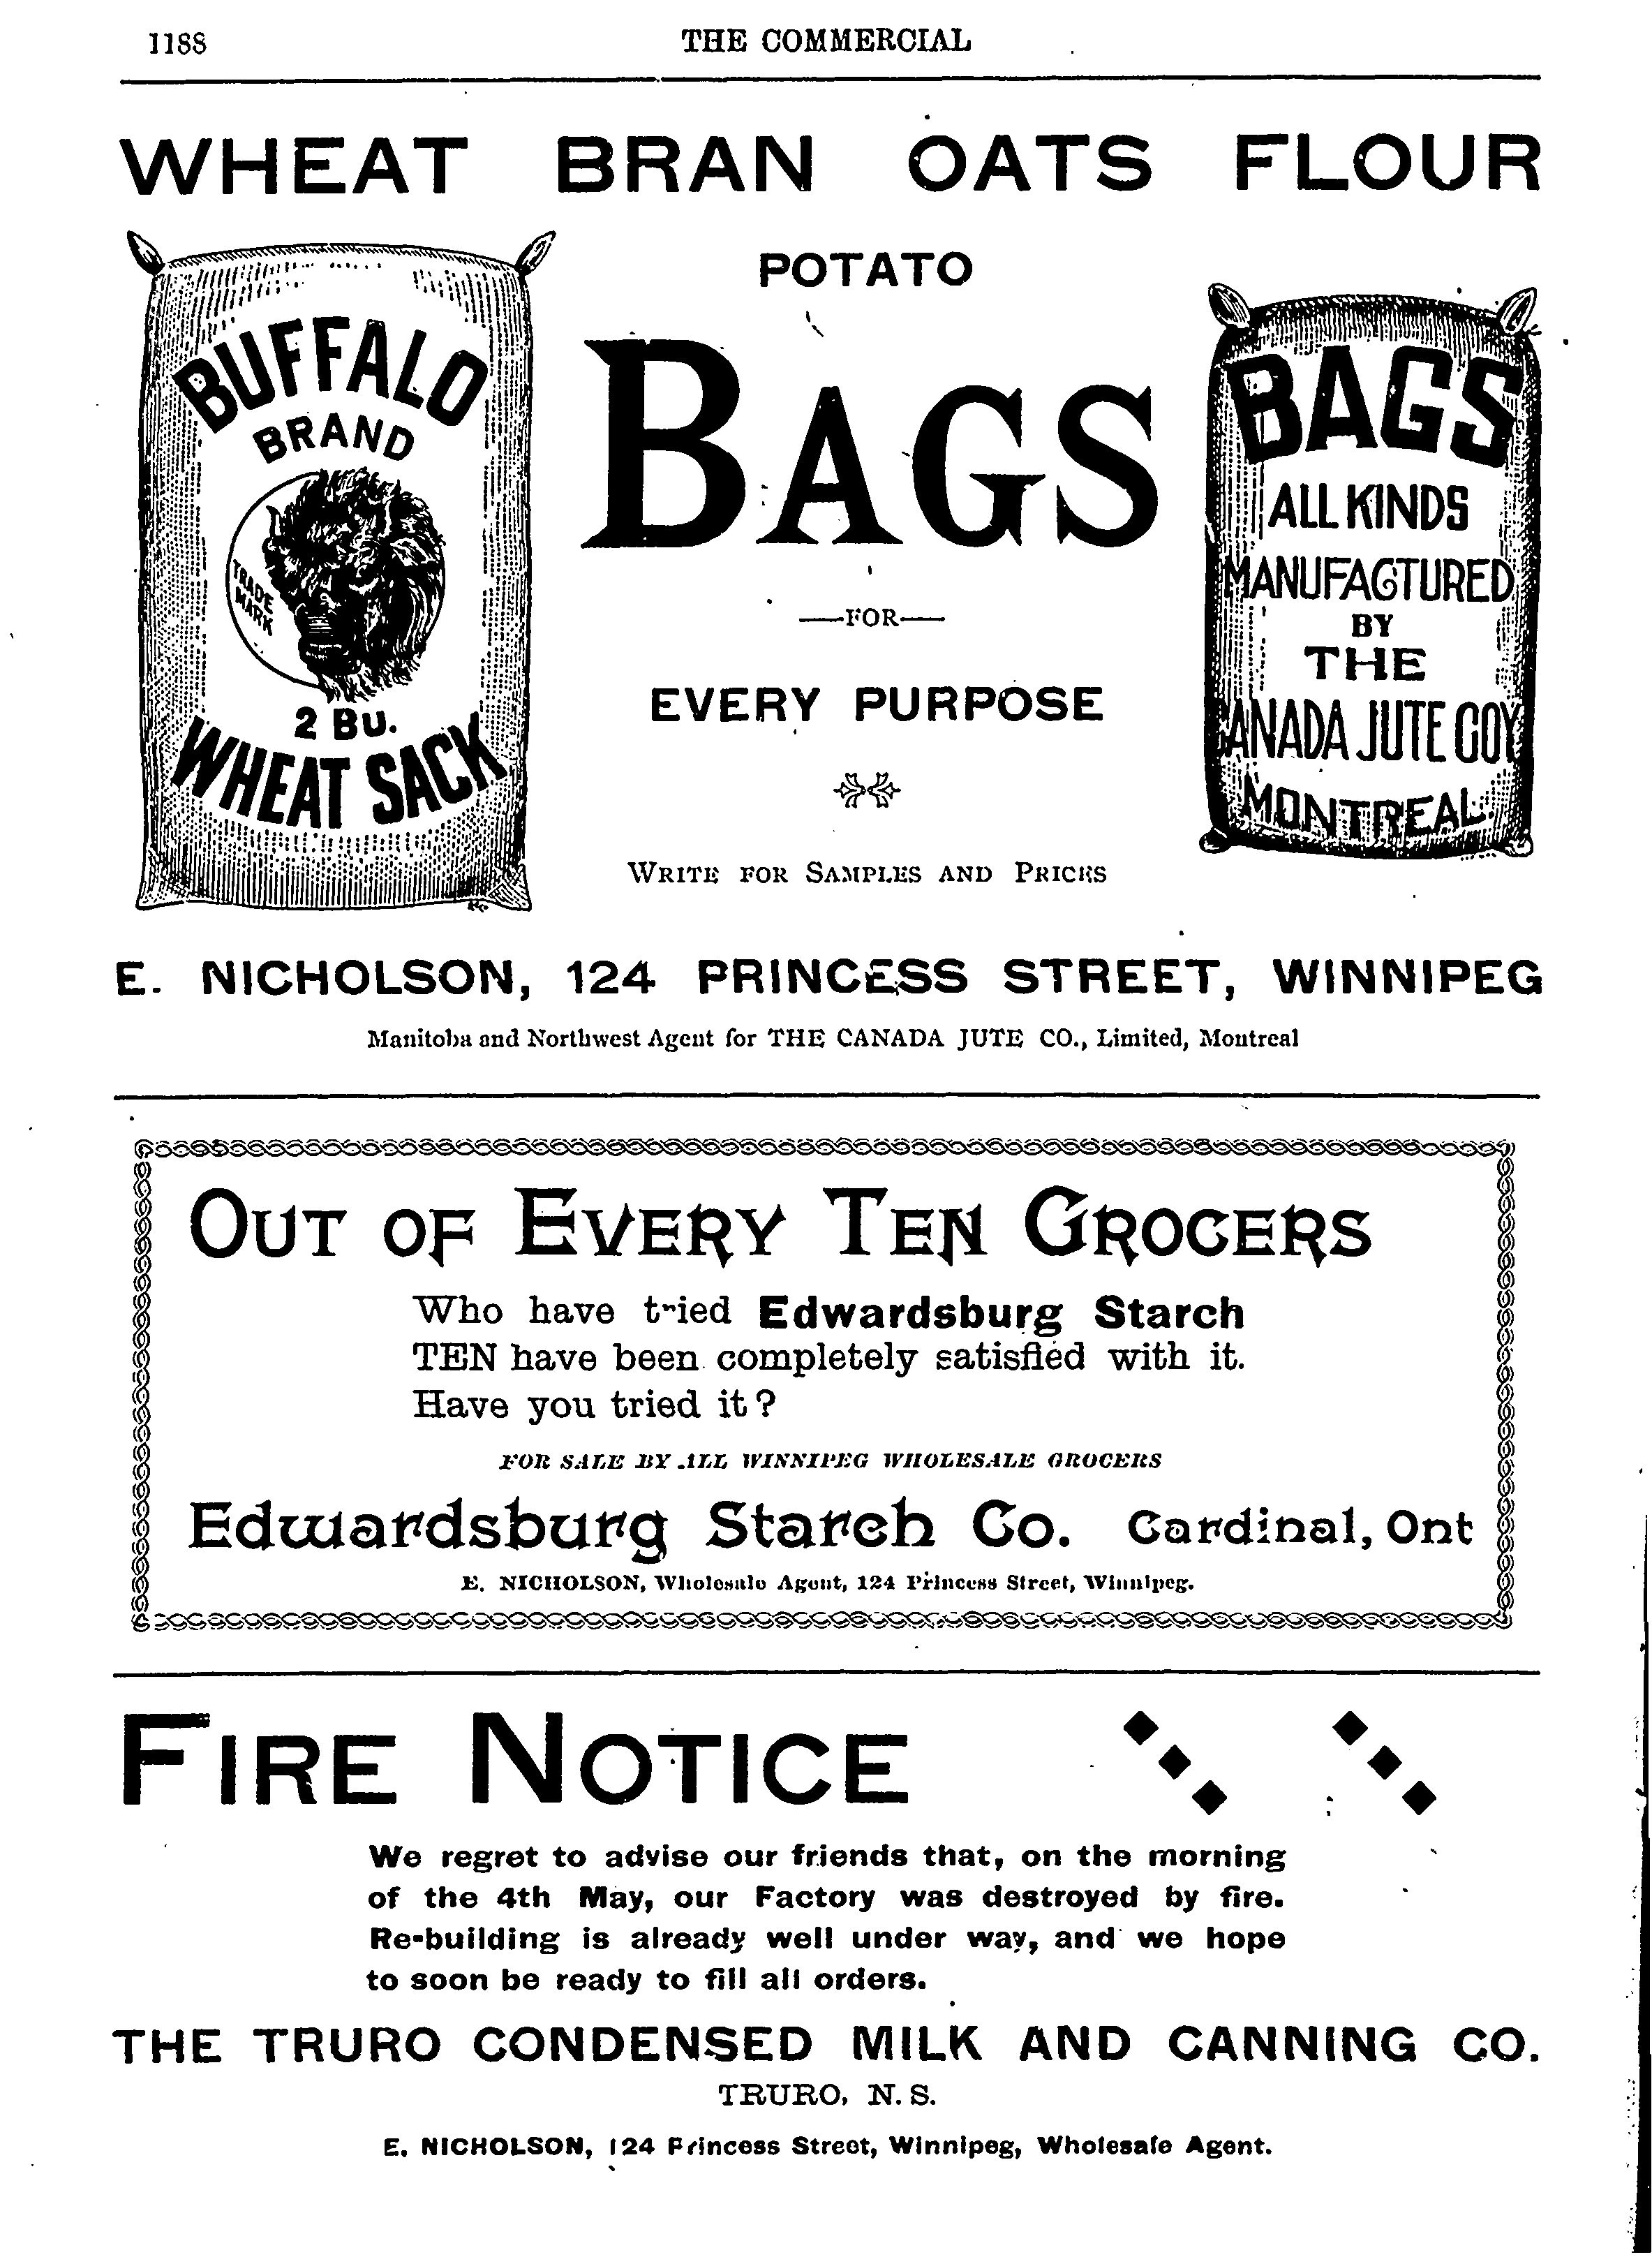 1188
THE COMMERCIAL
WHEAT BRAN OATS FLOUR
POTATO
BAGS
FOR
EVERY PURPOSE
WRITE FOR SAMPLES AND PRICES
BUFFALO
BRAND
TRADE
MARK
2 BU.
WHEAT SACK
BAGS
ALL KINDS
MANUFACTURED
BY
THE
CANADA JUTE COY
MONTREAL
E. NICHOLSON, 124 PRINCESS STREET, WINNIPEG
Manitoba and Northwest Agent for THE CANADA JUTE CO., Limited, Montreal
OUT OF EVERY TEN GROCERS
Who have tried Edwardsburg Starch
TEN have been completely satisfied with it.
Have you tried it?
FOR SALE BY ALL WINNIPEG WHOLESALE GROCERS
Edwardsburg Starch Co. Cardinal, Ont
E. NICHOLSON, Wholesale Agent, 124 Princess Street, Winnipeg.
FIRE NOTICE
We regret to advise our friends that, on the morning
of the 4th May, our Factory was destroyed by fire.
Re-building is already well under way, and we hope
to soon be ready to fill all orders.
THE TRURO CONDENSED MILK AND CANNING CO.
TRURO, N. S.
E. NICHOLSON, 124 Princess Street, Winnipeg, Wholesale Agent.